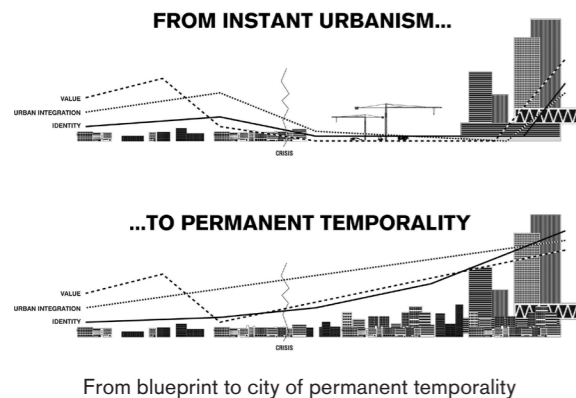 FROM INSTANT URBANISM...
VALUE
URBAN INTEGRATION
IDENTITY
CRISIS
...TO PERMANENT TEMPORALITY
VALUE
URBAN INTEGRATION
IDENTITY
CRISIS
From blueprint to city of permanent temporality